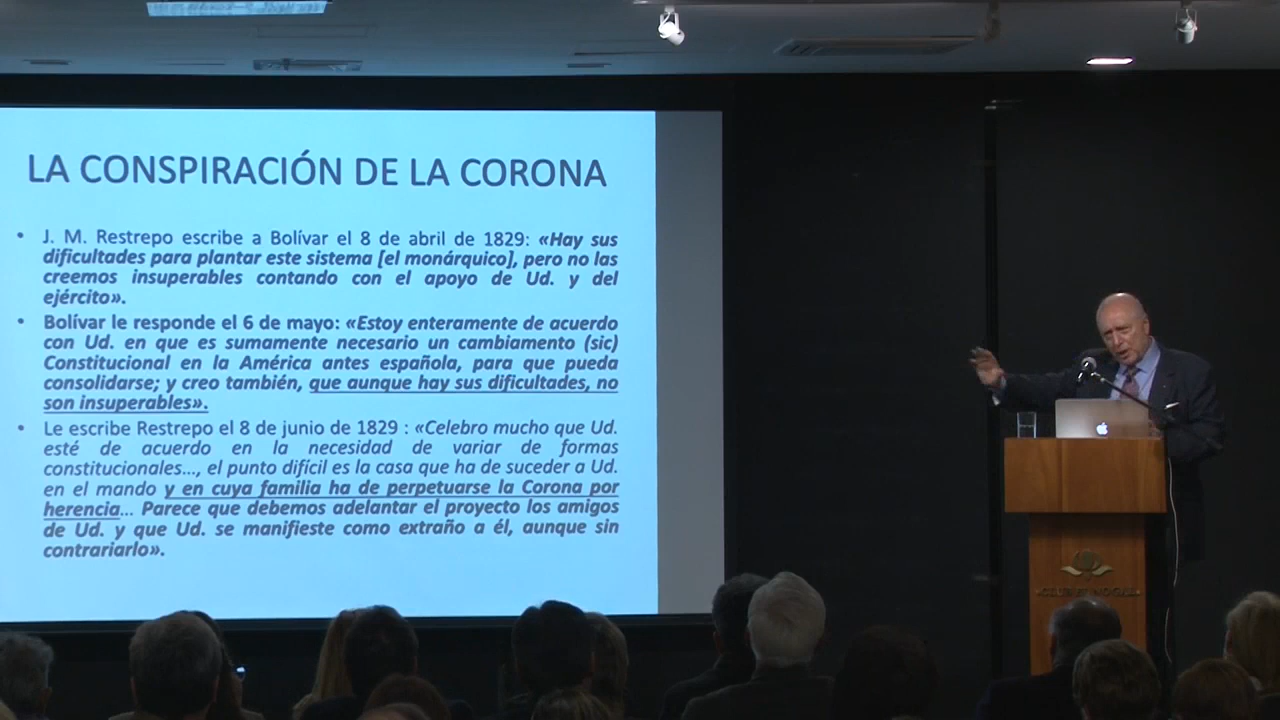 LA CONSPIRACIÓN DE LA CORONA
• J. M. Restrepo escribe a Bolívar el 8 de abril de 1829: «Hay sus
dificultades para plantar este sistema [el monárquico], pero no las
creemos insuperables contando con el apoyo de Ud. y del
ejército».
• Bolívar le responde el 6 de mayo: «Estoy enteramente de acuerdo
con Ud. en que es sumamente necesario un cambiamento (sic)
Constitucional en la América antes española, para que pueda
consolidarse; y creo también, que aunque hay sus dificultades, no
son insuperables».
• Le escribe Restrepo el 8 de junio de 1829 : «Celebro mucho que Ud.
esté de acuerdo en la necesidad de variar de formas
constitucionales..., el punto difícil es la casa que ha de suceder a Ud.
en el mando y en cuya familia ha de perpetuarse la Corona por
herencia... Parece que debemos adelantar el proyecto los amigos
de Ud. y que Ud. se manifieste como extraño a él, aunque sin
contrariarlo».
CLUB EL NOGAL